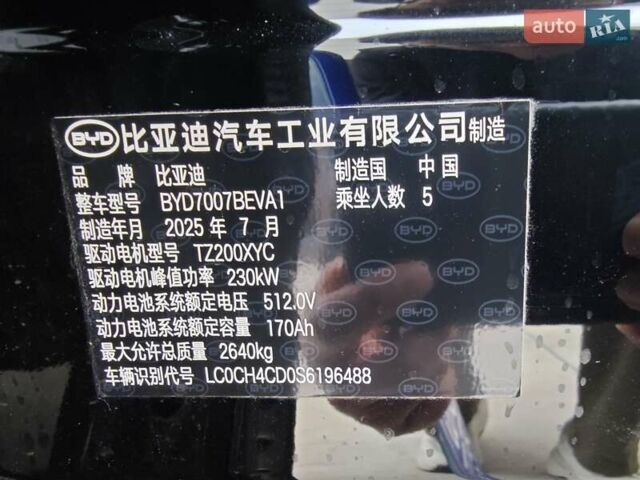 auto RIA.com
BYD 比亚迪汽车工业有限公司 制造
品牌 比亚迪 制造国 中国
整车型号 BYD7007BEVA1 乘坐人数 5
制造年月 2025 年 7 月
驱动电机型号 TZ200XYC
驱动电机峰值功率 230kW
动力电池系统额定电压 512.0V
动力电池系统额定容量 170Ah
最大允许总质量 2640kg
车辆识别代号 LC0CH4CD0S6196488